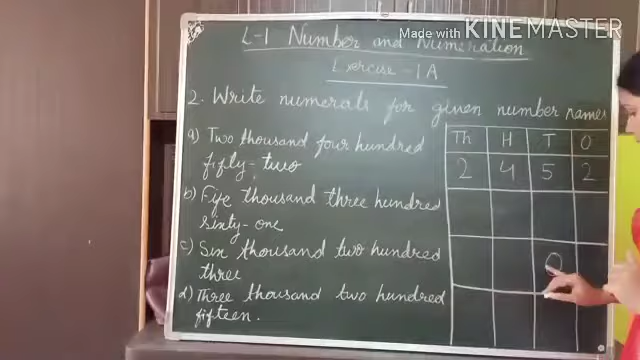 Made with KINEMASTER
L-1 Number and Numeration
Exercise - 1A
2. Write numerals for given number names
a) Two thousand four hundred
fifty-two
b) Five thousand three hundred
sixty-one
c) Six thousand two hundred
three
d) Three thousand two hundred
fifteen.
Th H T O
2 4 5 2
0